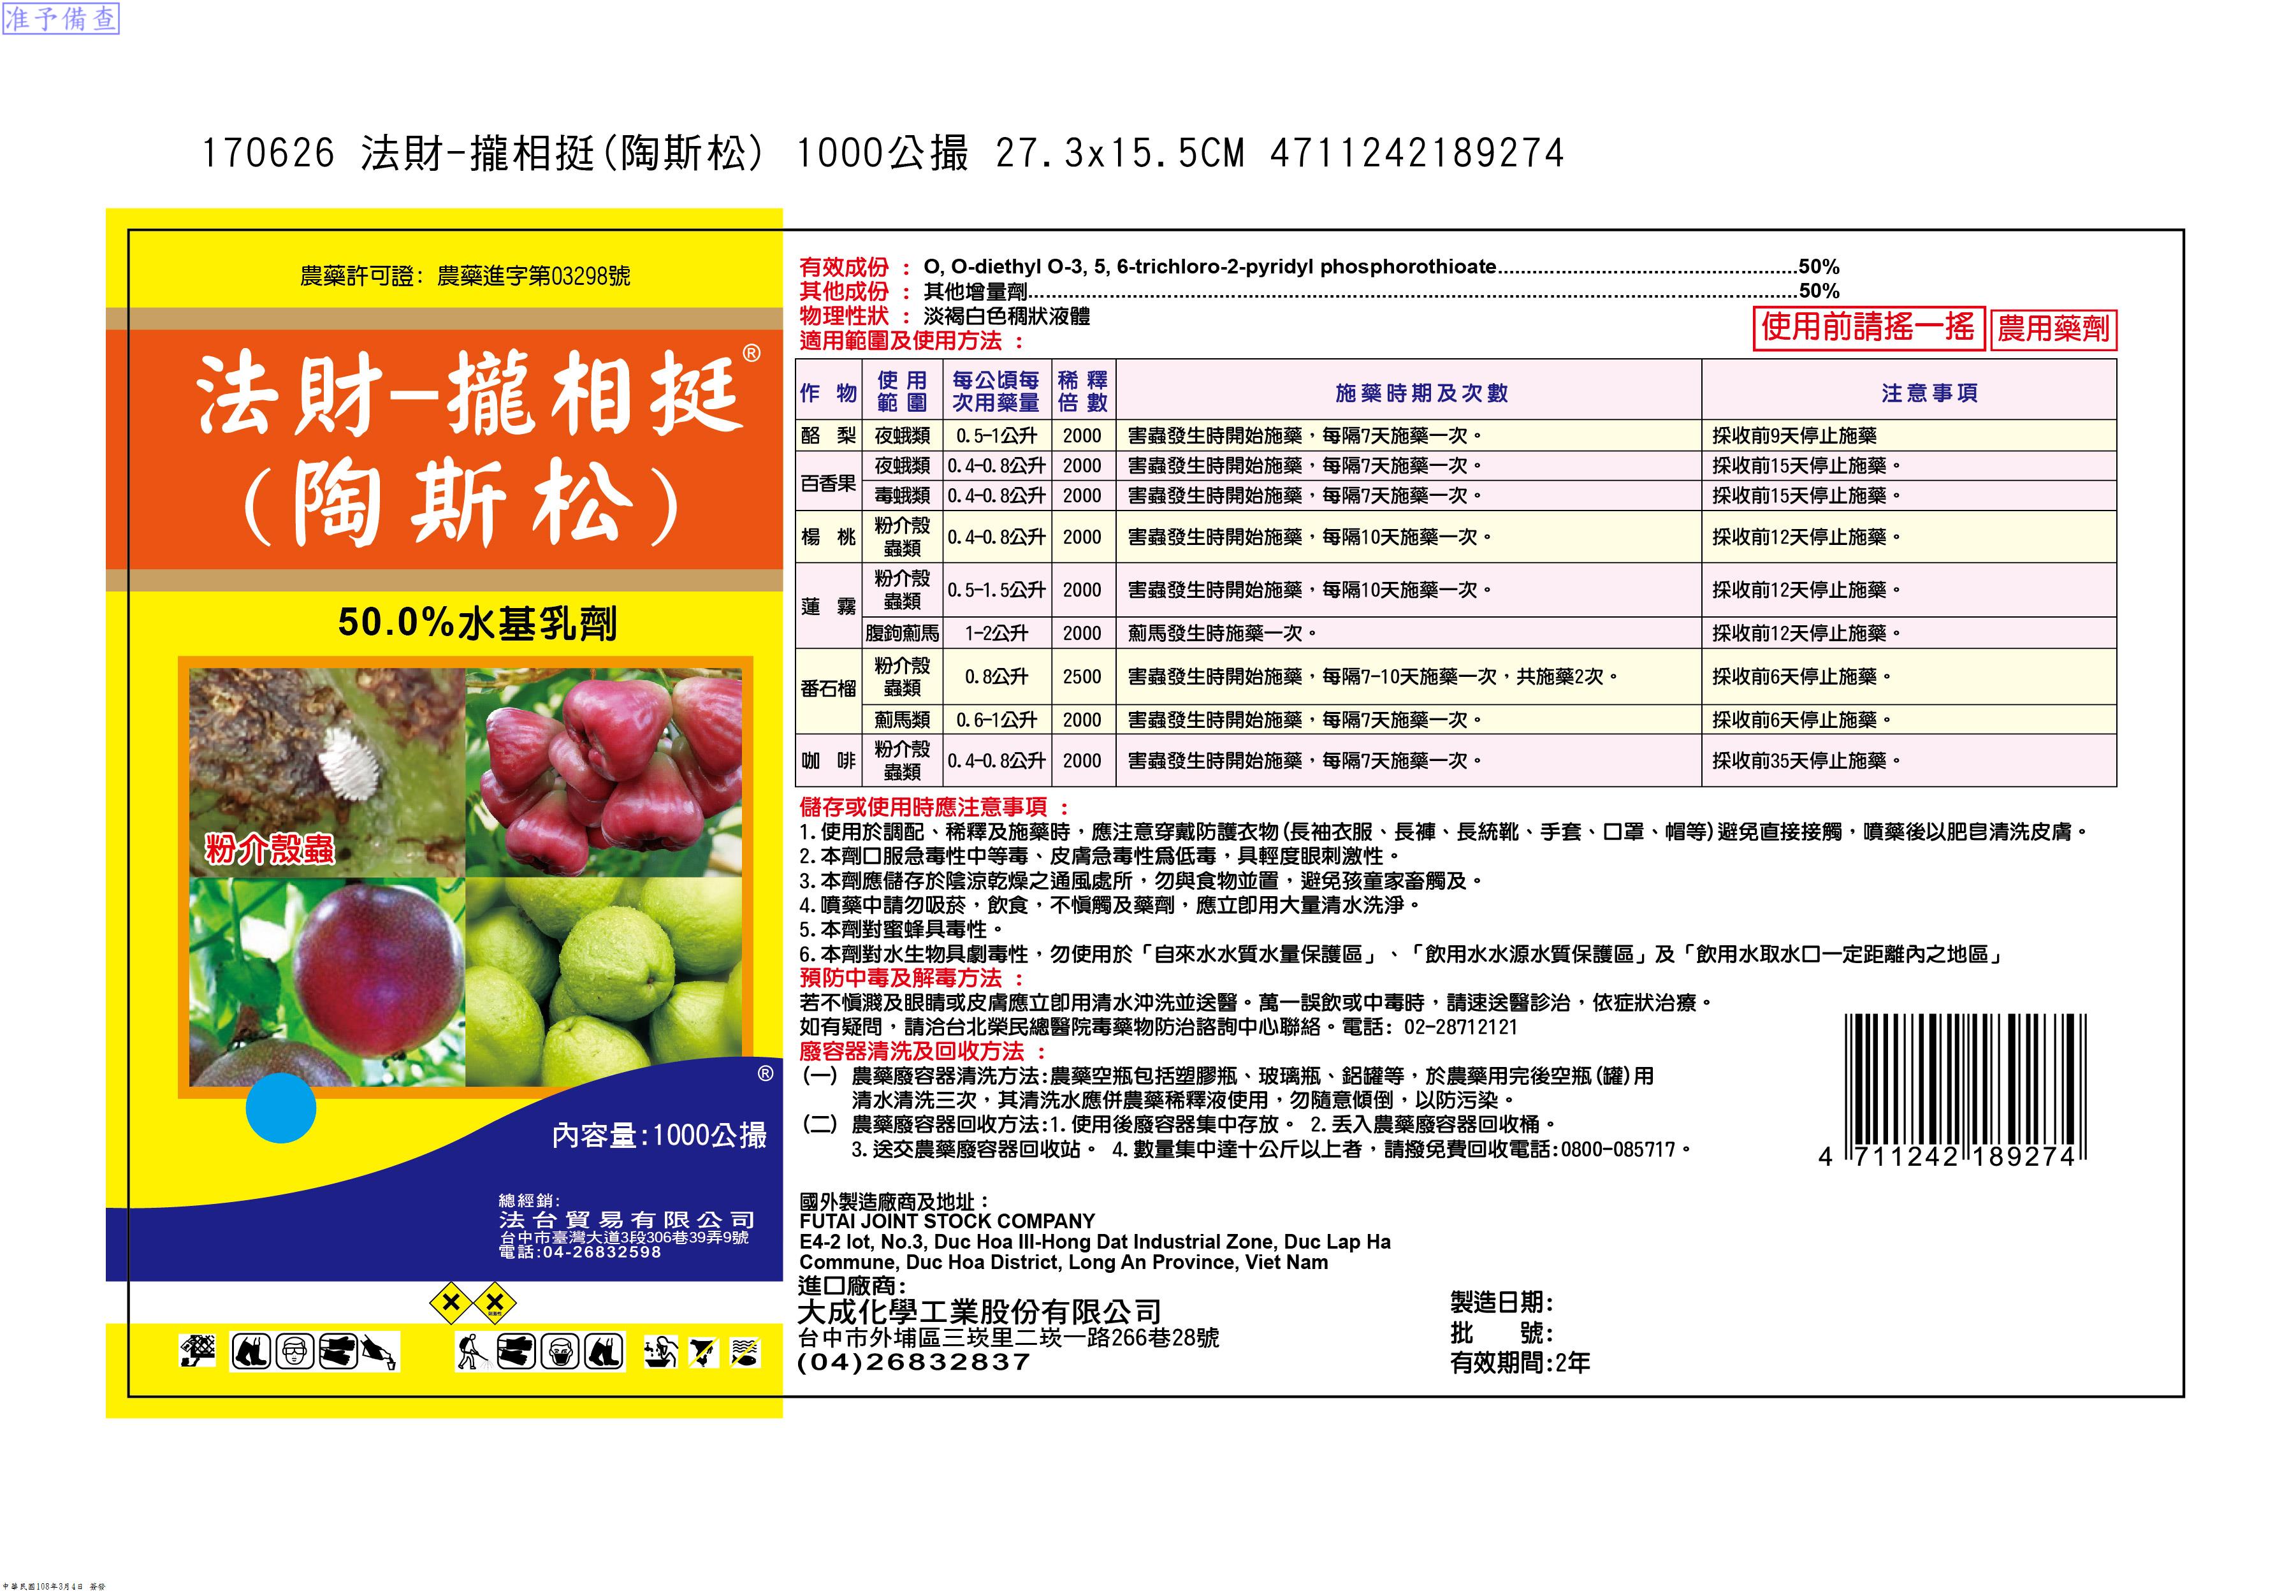 准予備查
170626 法財-攏相挺(陶斯松) 1000公撮 27.3x15.5CM 4711242189274
農藥許可證: 農藥進字第03298號
法財-攏相挺®
(陶斯松)
50.0%水基乳劑
粉介殼蟲
®
內容量:1000公撮
總經銷:
法台貿易有限公司
台中市臺灣大道3段306巷39弄9號
電話:04-26832598
有效成份 : O, O-diethyl O-3, 5, 6-trichloro-2-pyridyl phosphorothioate................................................50%
其他成份 : 其他增量劑................................................50%
物理性狀 : 淡褐白色稠狀液體
適用範圍及使用方法 :
使用前請搖一搖 農用藥劑
作物 使用範圍 每公頃每次用藥量 稀釋倍數 施藥時期及次數 注意事項
酪梨 夜蛾類 0.5-1公升 2000 害蟲發生時開始施藥，每隔7天施藥一次。 採收前9天停止施藥
百香果 夜蛾類 0.4-0.8公升 2000 害蟲發生時開始施藥，每隔7天施藥一次。 採收前15天停止施藥。
毒蛾類 0.4-0.8公升 2000 害蟲發生時開始施藥，每隔7天施藥一次。 採收前15天停止施藥。
楊桃 粉介殼蟲類 0.4-0.8公升 2000 害蟲發生時開始施藥，每隔10天施藥一次。 採收前12天停止施藥。
蓮霧 粉介殼蟲類 0.5-1.5公升 2000 害蟲發生時開始施藥，每隔10天施藥一次。 採收前12天停止施藥。
腹鉤薊馬 1-2公升 2000 薊馬發生時施藥一次。 採收前12天停止施藥。
番石榴 粉介殼蟲類 0.8公升 2500 害蟲發生時開始施藥，每隔7-10天施藥一次，共施藥2次。 採收前6天停止施藥。
薊馬類 0.6-1公升 2000 害蟲發生時開始施藥，每隔7天施藥一次。 採收前6天停止施藥。
咖啡 粉介殼蟲類 0.4-0.8公升 2000 害蟲發生時開始施藥，每隔7天施藥一次。 採收前35天停止施藥。
儲存或使用時應注意事項 :
1.使用於調配、稀釋及施藥時，應注意穿戴防護衣物(長袖衣服、長褲、長統靴、手套、口罩、帽等)避免直接接觸，噴藥後以肥皂清洗皮膚。
2.本劑口服急毒性中等毒、皮膚急毒性為低毒，具輕度眼刺激性。
3.本劑應儲存於陰涼乾燥之通風處所，勿與食物並置，避免孩童家畜觸及。
4.噴藥中請勿吸菸，飲食，不慎觸及藥劑，應立即用大量清水洗淨。
5.本劑對蜜蜂具毒性。
6.本劑對水生物具劇毒性，勿使用於「自來水水質水量保護區」、「飲用水水源水質保護區」及「飲用水取水口一定距離內之地區」
預防中毒及解毒方法 :
若不慎濺及眼睛或皮膚應立即用清水沖洗並送醫。萬一誤飲或中毒時，請速送醫診治，依症狀治療。
如有疑問，請洽台北榮民總醫院毒藥物防治諮詢中心聯絡。電話: 02-28712121
廢容器清洗及回收方法 :
(一) 農藥廢容器清洗方法:農藥空瓶包括塑膠瓶、玻璃瓶、鋁罐等，於農藥用完後空瓶(罐)用
清水清洗三次，其清洗水應併農藥稀釋液使用，勿隨意傾倒，以防污染。
(二) 農藥廢容器回收方法:1.使用後廢容器集中存放。 2.丟入農藥廢容器回收桶。
3.送交農藥廢容器回收站。 4.數量集中達十公斤以上者，請撥免費回收電話:0800-085717。
4 711242 189274
國外製造廠商及地址：
FUTAI JOINT STOCK COMPANY
E4-2 lot, No.3, Duc Hoa III-Hong Dat Industrial Zone, Duc Lap Ha
Commune, Duc Hoa District, Long An Province, Viet Nam
進口廠商:
大成化學工業股份有限公司
台中市外埔區三崁里二崁一路266巷28號
(04)26832837
製造日期:
批　號:
有效期間:2年
中華民國108年3月4日 簽發